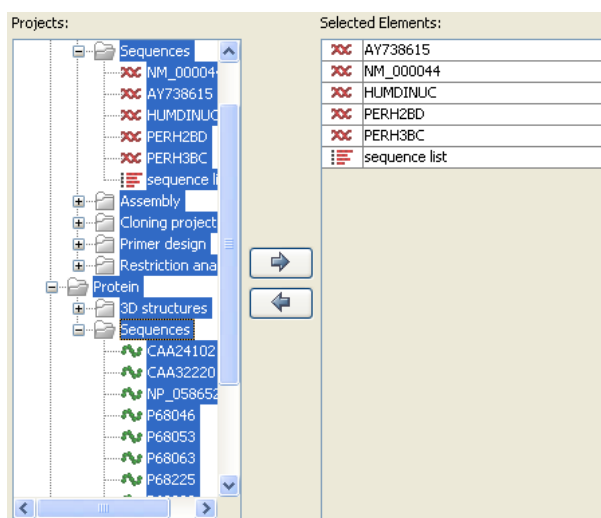 Projects:
Sequences
NM_00004
AY738615
HUMDINUC
PERH2BD
PERH3BC
sequence li
Assembly
Cloning project
Primer design
Restriction ana
Protein
3D structures
Sequences
CAA24102
CAA32220
NP_058652
P68046
P68053
P68063
P68225
Selected Elements:
AY738615
NM_000044
HUMDINUC
PERH2BD
PERH3BC
sequence list